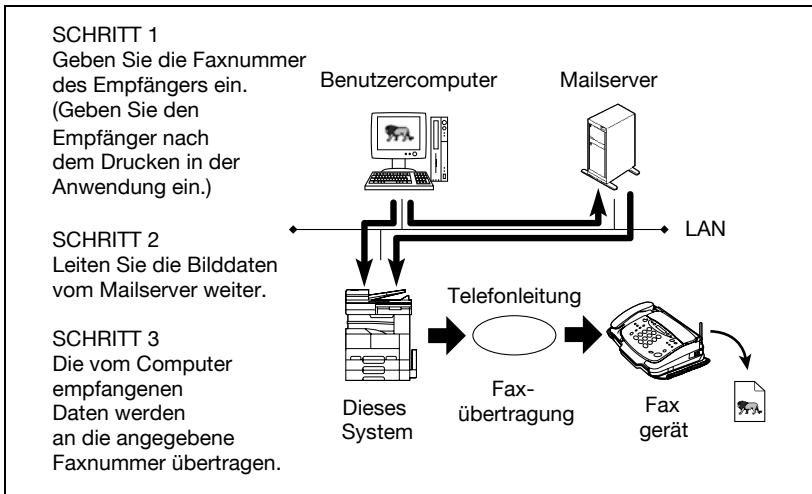 SCHRITT 1
Geben Sie die Faxnummer
des Empfängers ein.
(Geben Sie den
Empfänger nach
dem Drucken in der
Anwendung ein.)
SCHRITT 2
Leiten Sie die Bilddaten
vom Mailserver weiter.
SCHRITT 3
Die vom Computer
empfangenen
Daten werden
an die angegebene
Faxnummer übertragen.
Benutzercomputer
Mailserver
LAN
Telefonleitung
Dieses
System
Fax-
übertragung
Fax
gerät